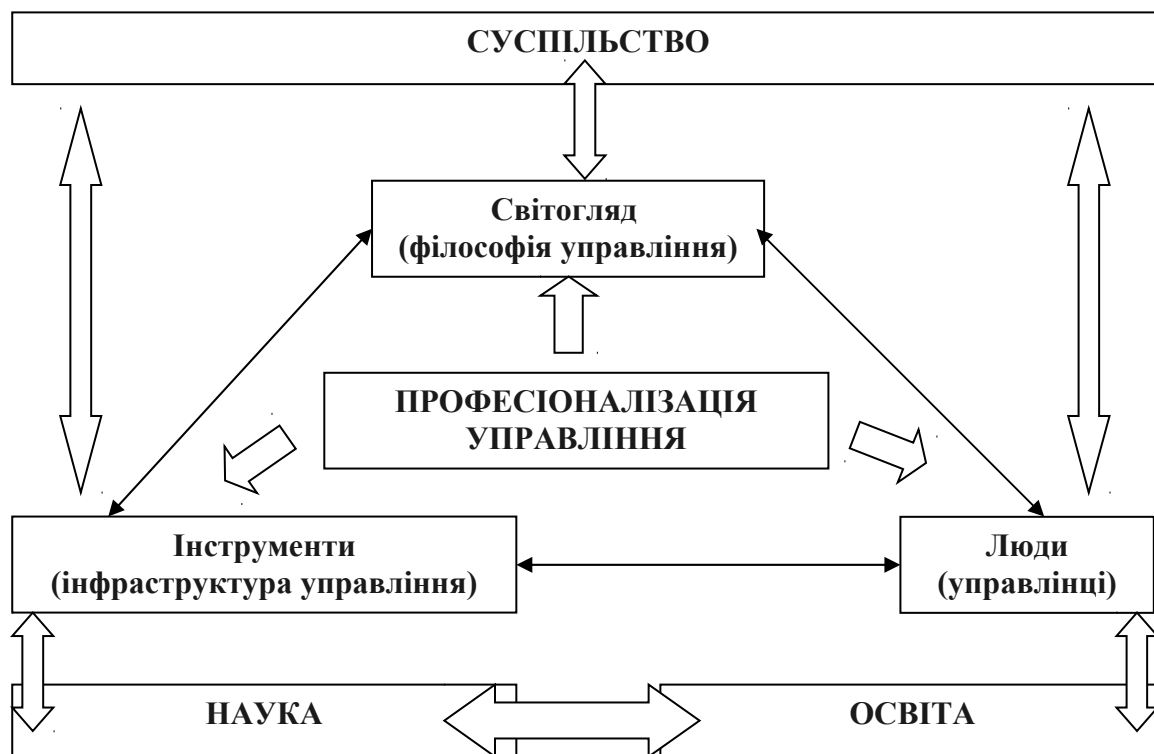 СУСПІЛЬСТВО
Світогляд
(філософія управління)
ПРОФЕСІОНАЛІЗАЦІЯ
УПРАВЛІННЯ
Інструменти
(інфраструктура управління)
Люди
(управлінці)
НАУКА
ОСВІТА